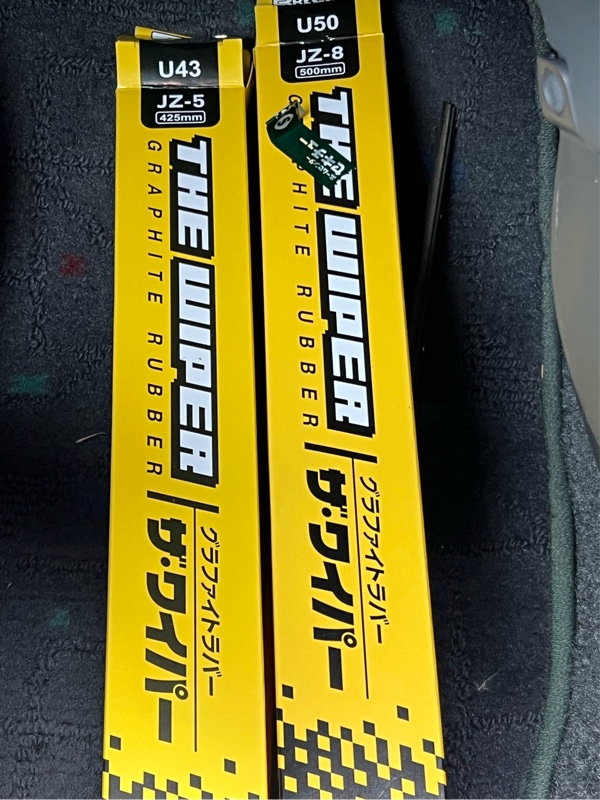 U43
JZ-5
425mm
THE WIPER
GRAPHITE RUBBER
グラファイトラバー
ザ・ワイパー
U50
JZ-8
500mm
THE WIPER
HITE RUBBER
グラファイトラバー
ザ・ワイパー